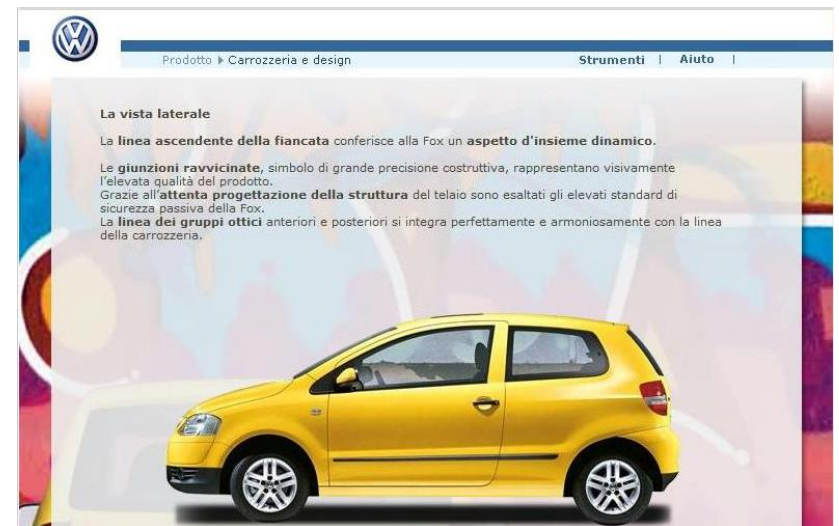 Prodotto ▶ Carrozzeria e design Strumenti | Aiuto |
La vista laterale
La linea ascendente della fiancata conferisce alla Fox un aspetto d'insieme dinamico.
Le giunzioni ravvicinate, simbolo di grande precisione costruttiva, rappresentano visivamente
l'elevata qualità del prodotto.
Grazie all'attenta progettazione della struttura del telaio sono esaltati gli elevati standard di
sicurezza passiva della Fox.
La linea dei gruppi ottici anteriori e posteriori si integra perfettamente e armoniosamente con la linea
della carrozzeria.